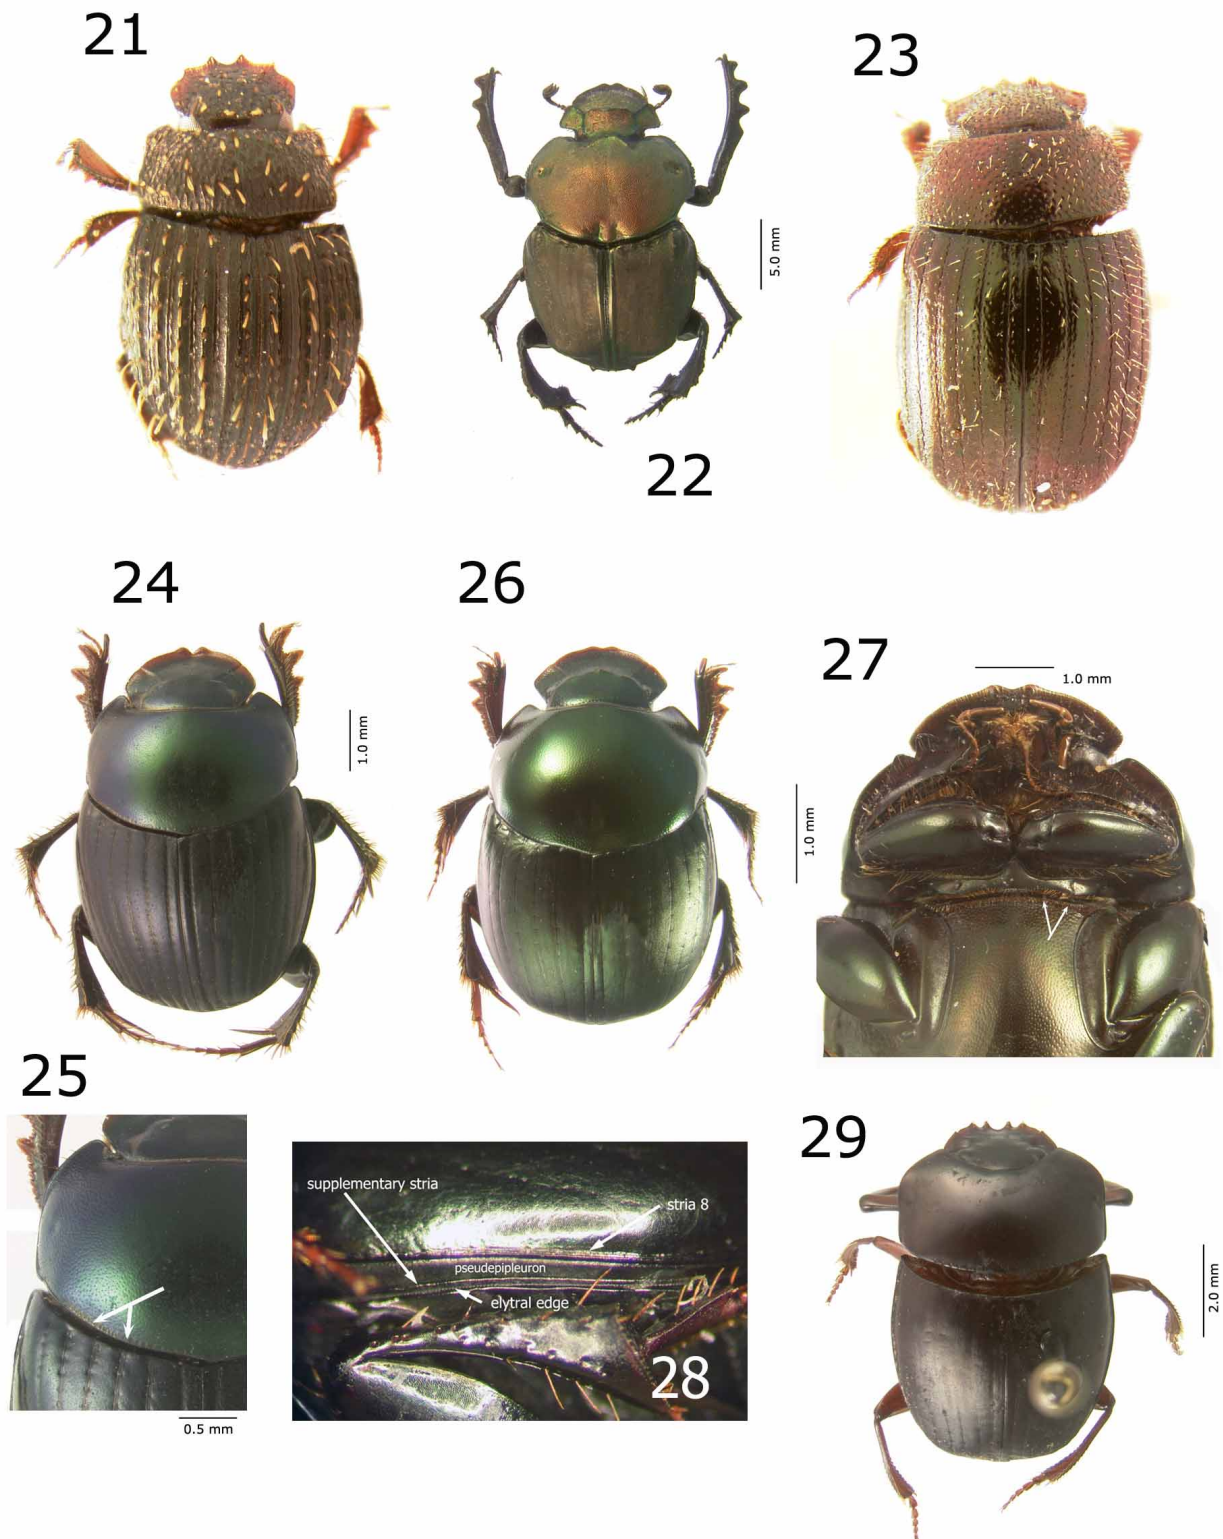 21
22
23
5.0 mm
24
26
27
1.0 mm
1.0 mm
1.0 mm
25
0.5 mm
supplementary stria
stria 8
pseudepipleuron
elytral edge
28
29
2.0 mm